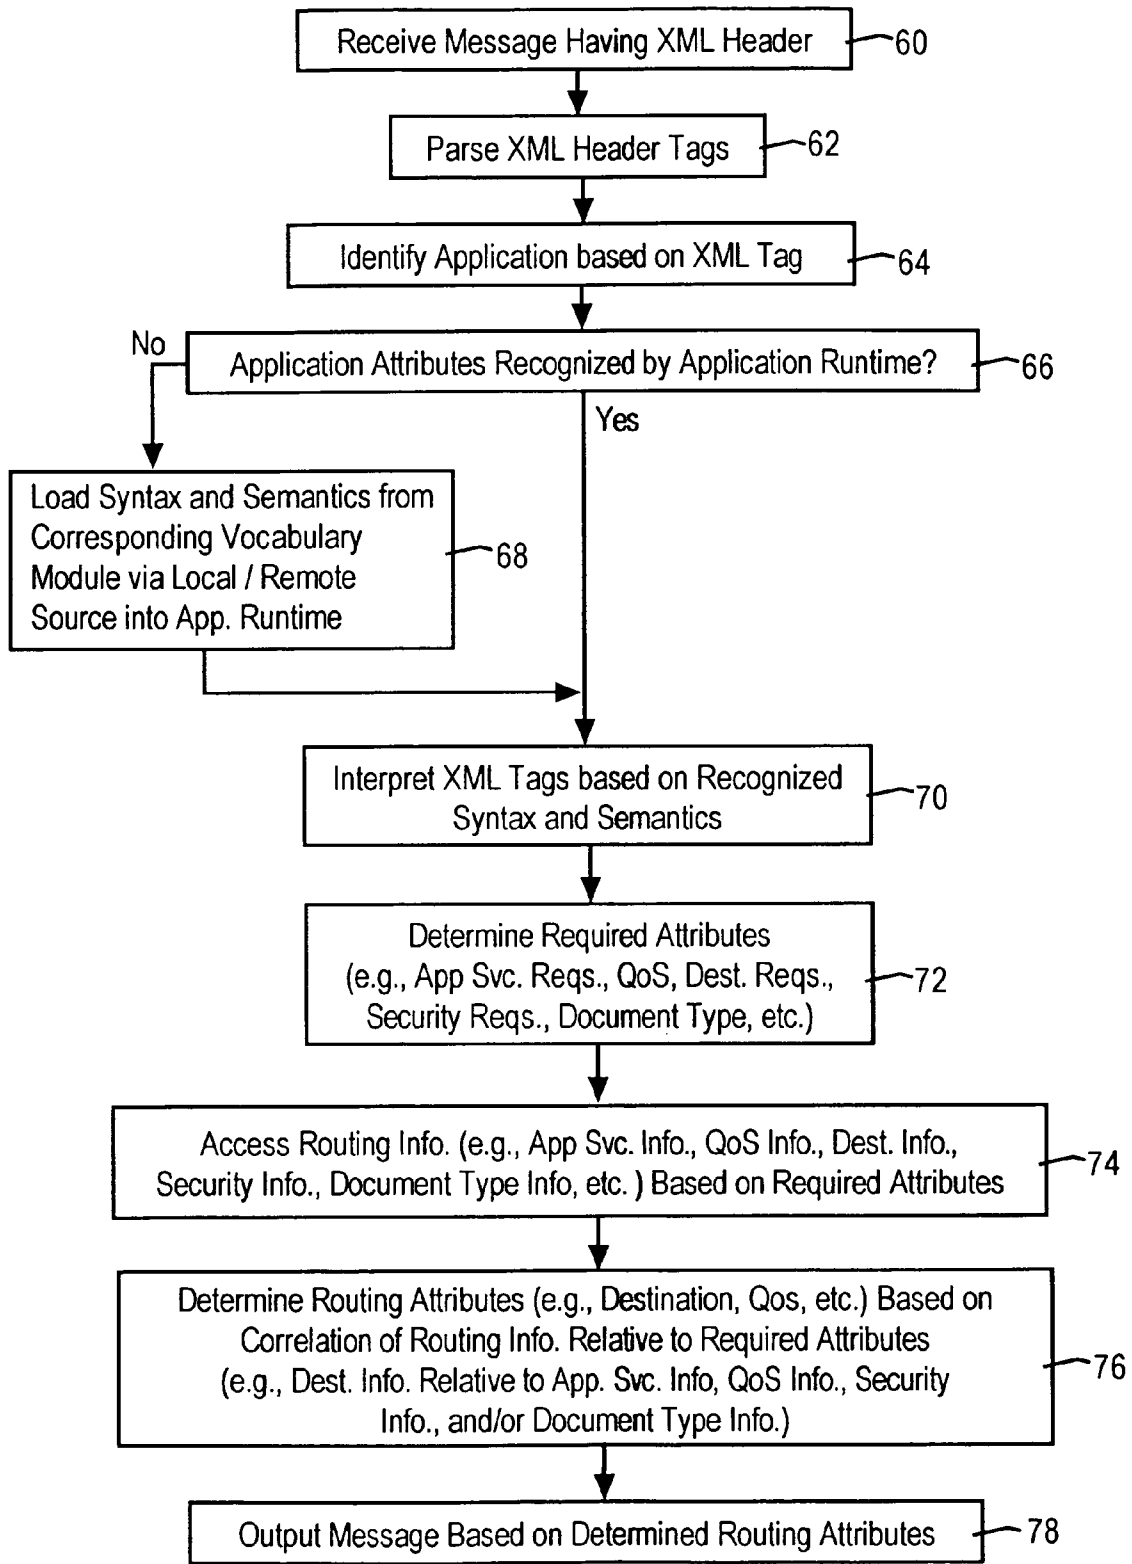 Receive Message Having XML Header
60
Parse XML Header Tags
62
Identify Application based on XML Tag
64
No
Application Attributes Recognized by Application Runtime?
66
Yes
Load Syntax and Semantics from
Corresponding Vocabulary
Module via Local / Remote
Source into App. Runtime
68
Interpret XML Tags based on Recognized
Syntax and Semantics
70
Determine Required Attributes
(e.g., App Svc. Reqs., QoS, Dest. Reqs.,
Security Reqs., Document Type, etc.)
72
Access Routing Info. (e.g., App Svc. Info., QoS Info., Dest. Info.,
Security Info., Document Type Info, etc. ) Based on Required Attributes
74
Determine Routing Attributes (e.g., Destination, Qos, etc.) Based on
Correlation of Routing Info. Relative to Required Attributes
(e.g., Dest. Info. Relative to App. Svc. Info, QoS Info., Security
Info., and/or Document Type Info.)
76
Output Message Based on Determined Routing Attributes
78